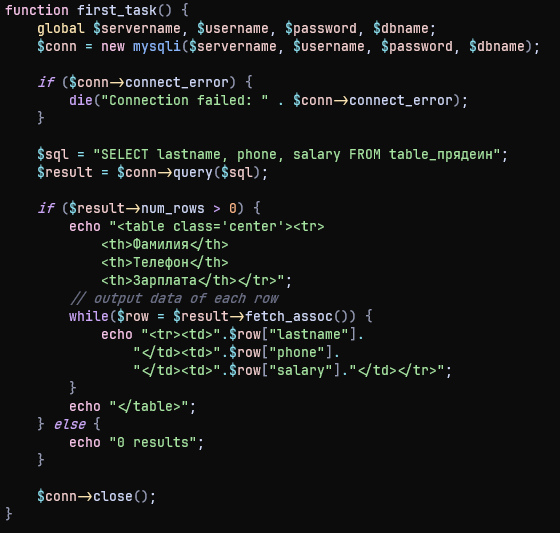 function first_task() {
    global $servername, $username, $password, $dbname;
    $conn = new mysqli($servername, $username, $password, $dbname);

    if ($conn->connect_error) {
        die("Connection failed: " . $conn->connect_error);
    }

    $sql = "SELECT lastname, phone, salary FROM table_прядеин";
    $result = $conn->query($sql);

    if ($result->num_rows > 0) {
        echo "<table class='center'><tr>
            <th>Фамилия</th>
            <th>Телефон</th>
            <th>Зарплата</th></tr>";
        // output data of each row
        while($row = $result->fetch_assoc()) {
            echo "<tr><td>".$row["lastname"].
                "</td><td>".$row["phone"].
                "</td><td>".$row["salary"]."</td></tr>";
        }
        echo "</table>";
    } else {
        echo "0 results";
    }

    $conn->close();
}